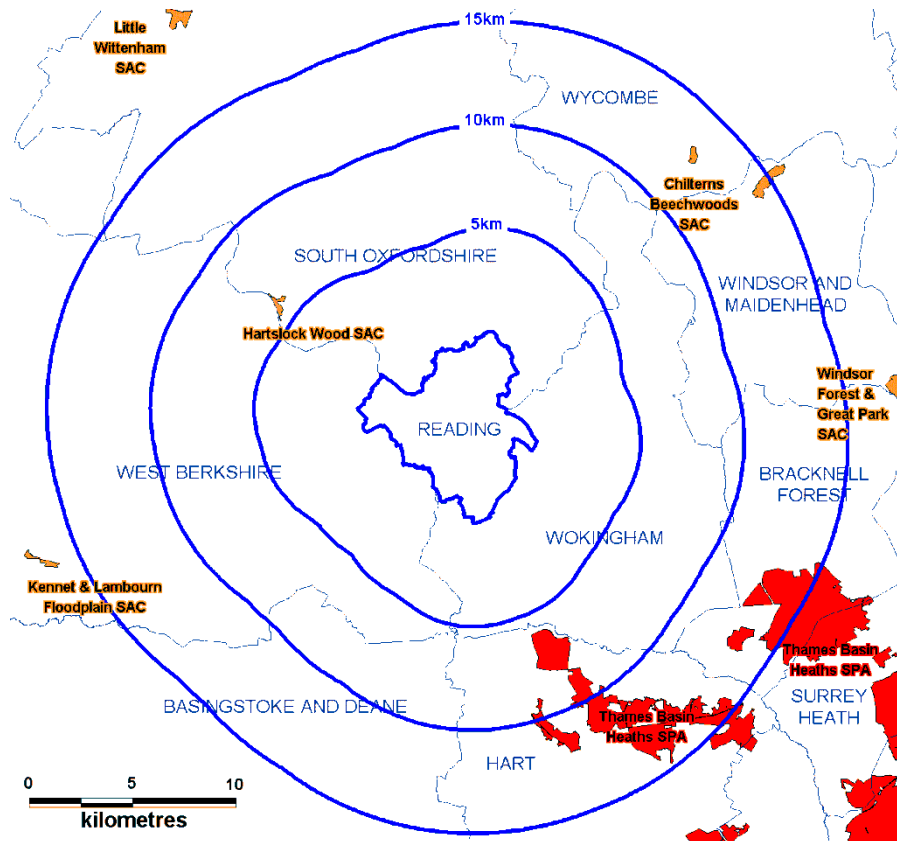 15km
Little
Wittenham
SAC
WYCOMBE
10km
Chilterns
Beechwoods
SAC
5km
SOUTH OXFORDSHIRE
WINDSOR AND
MAIDENHEAD
Hartslock Wood SAC
Windsor
Forest &
Great Park
SAC
READING
WEST BERKSHIRE
BRACKNELL
FOREST
WOKINGHAM
Kennet & Lambourn
Floodplain SAC
Thames Basin
Heaths SPA
BASINGSTOKE AND DEANE
SURREY
HEATH
Thames Basin
Heaths SPA
HART
0 5 10
kilometres